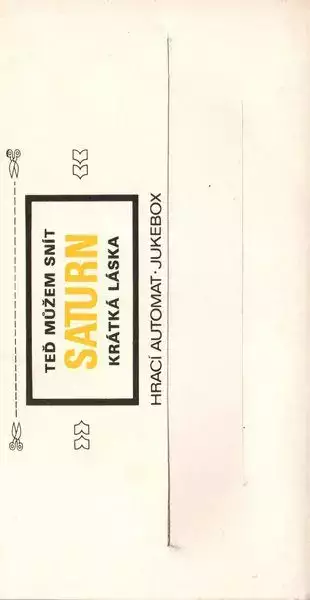 TEĎ MŮŽEM SNÍT
SATURN
KRÁTKÁ LÁSKA
HRACÍ AUTOMAT·JUKEBOX